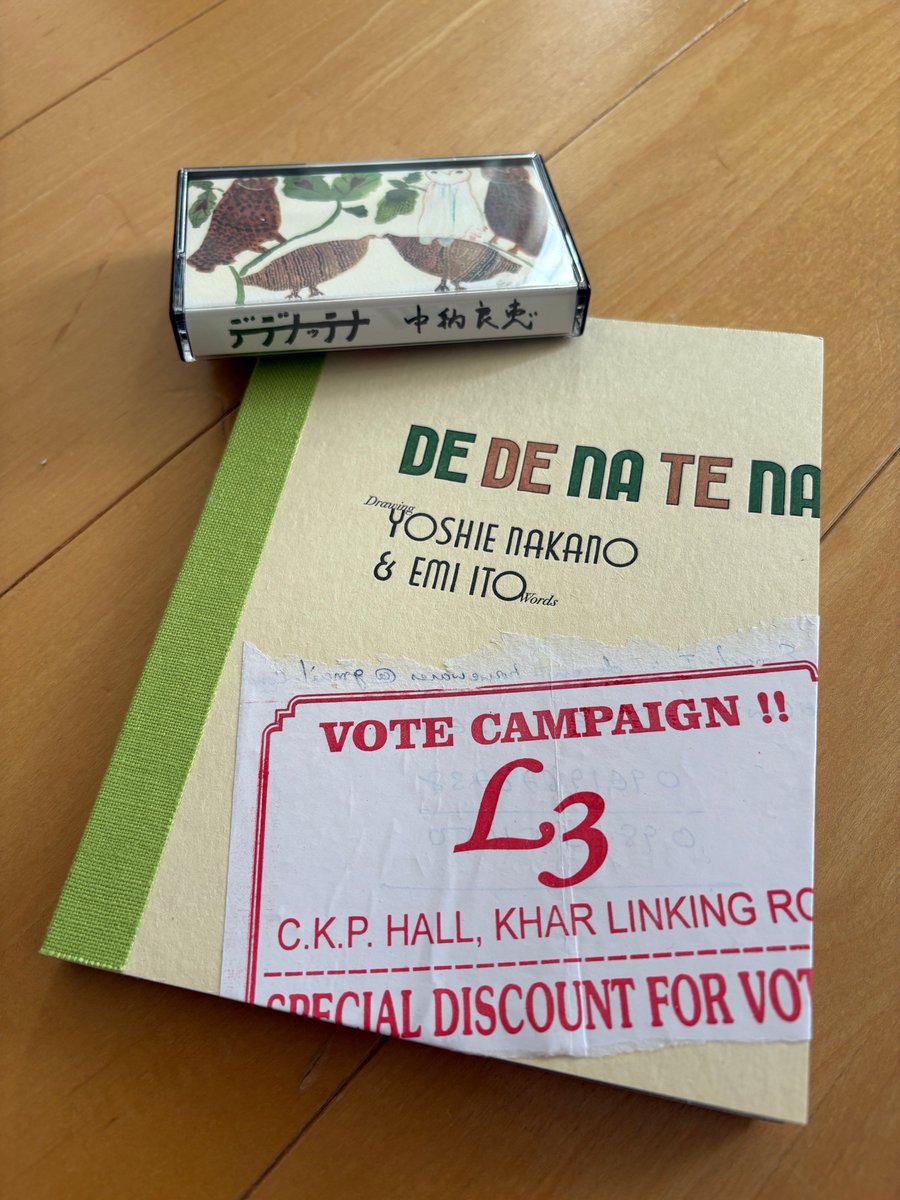 デデナッテナ 中納良恵
DE DE NA TE NA
Drawing
YOSHIE NAKANO
& EMI ITO
Words
VOTE CAMPAIGN !!
L3
C.K.P. HALL, KHAR LINKING RO
SPECIAL DISCOUNT FOR VOT